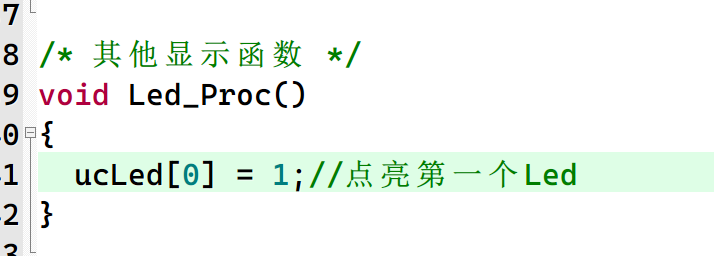 7
8 /* 其他显示函数 */
9 void Led_Proc()
0 {
1 ucLed[0] = 1;//点亮第一个Led
2 }
3